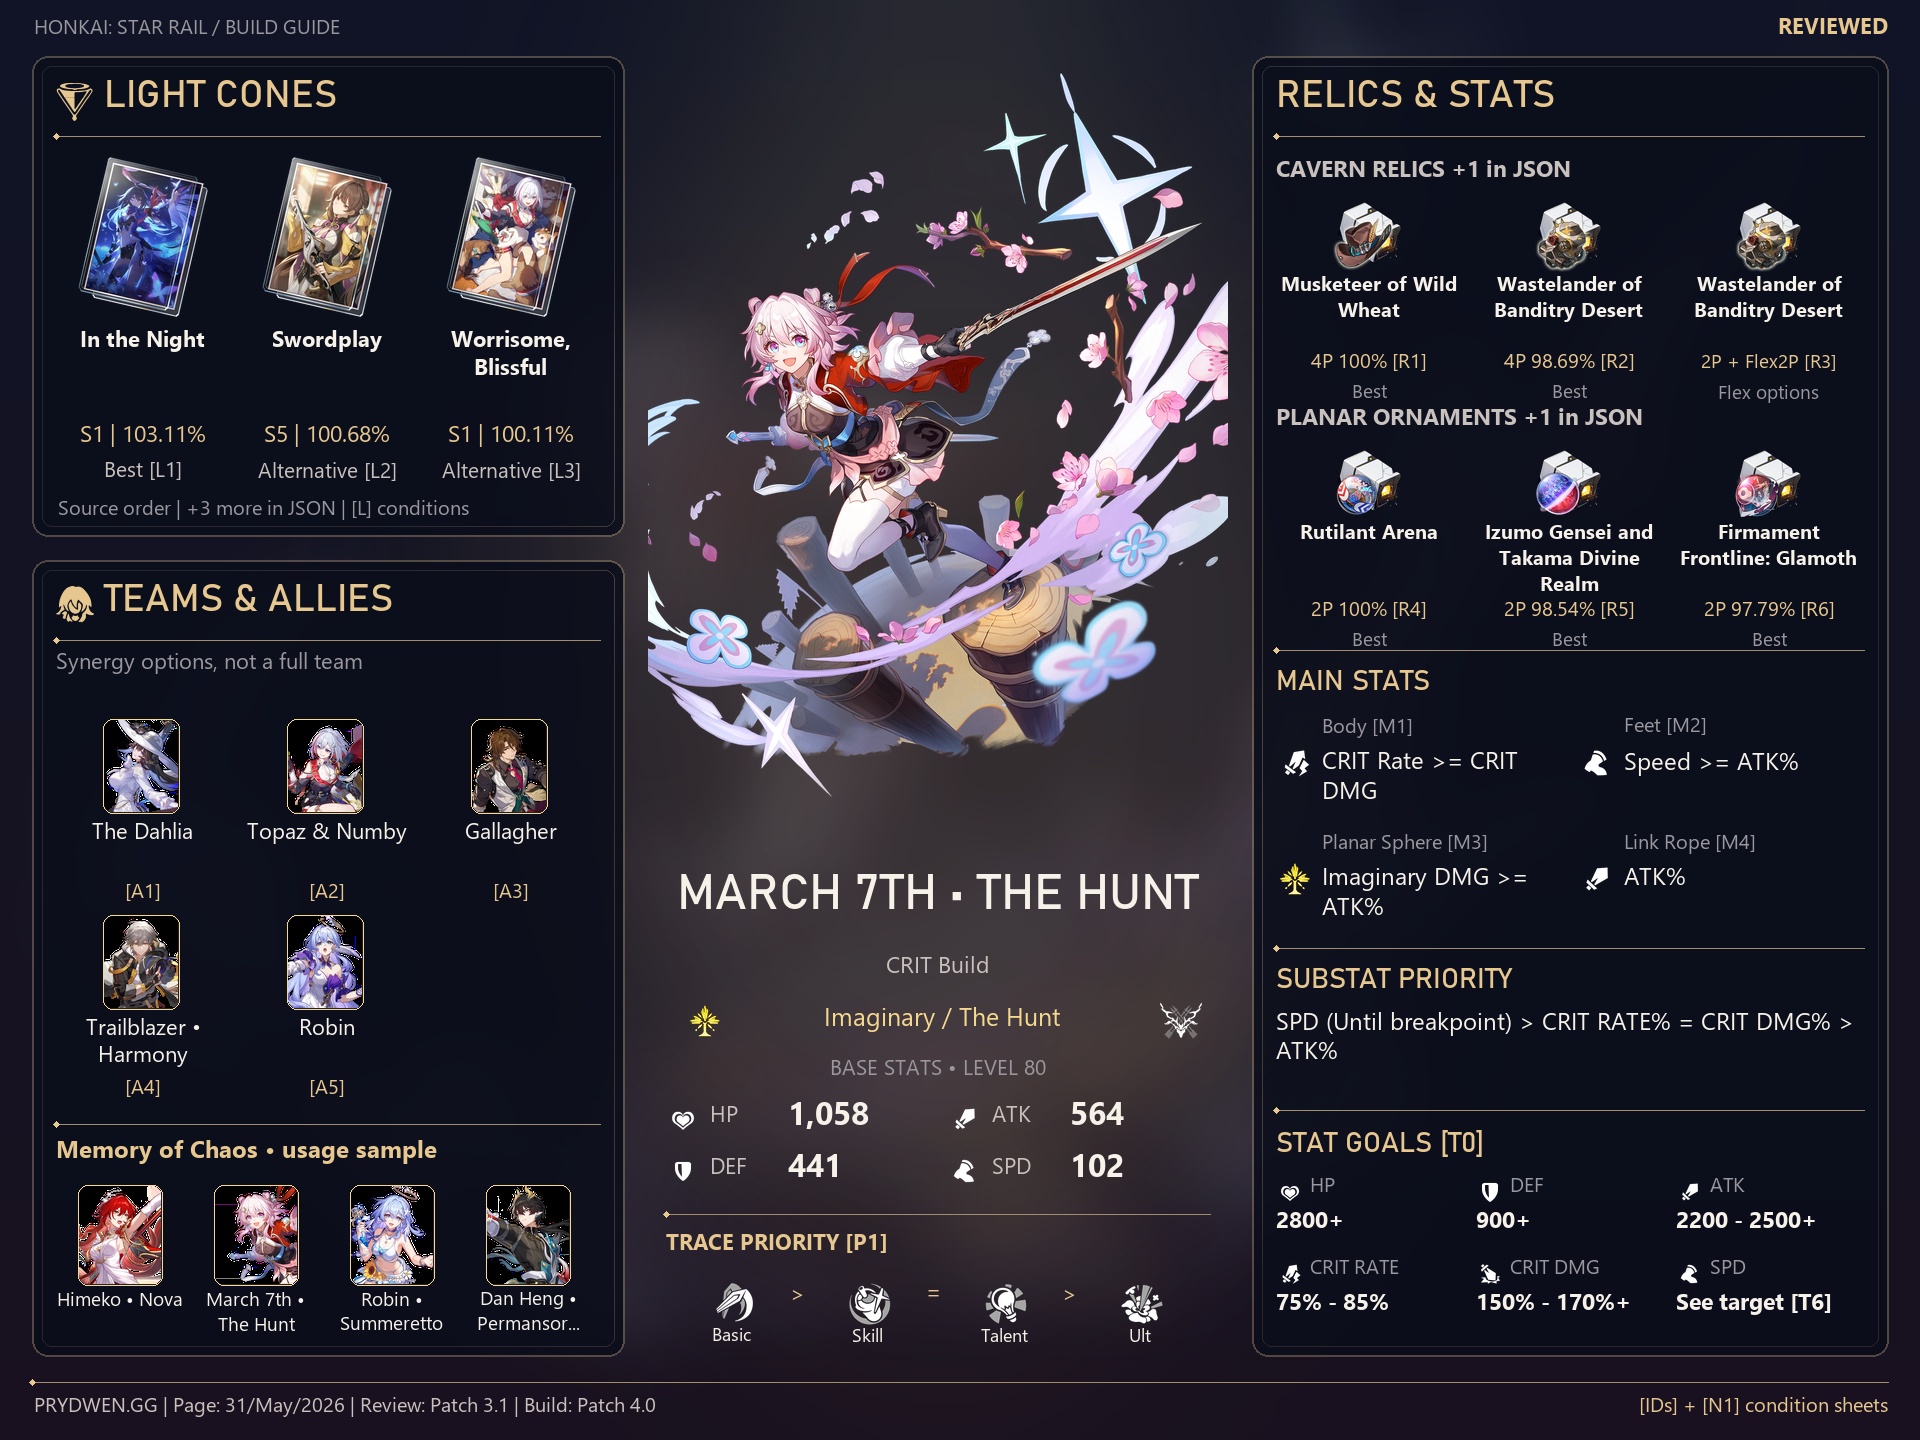 HONKAI: STAR RAIL / BUILD GUIDE
REVIEWED
LIGHT CONES
In the Night
Swordplay
Worrisome,
Blissful
S1 | 103.11%
S5 | 100.68%
S1 | 100.11%
Best [L1]
Alternative [L2]
Alternative [L3]
Source order | +3 more in JSON | [L] conditions
TEAMS & ALLIES
Synergy options, not a full team
The Dahlia
Topaz & Numby
Gallagher
[A1]
[A2]
[A3]
Trailblazer •
Harmony
Robin
[A4]
[A5]
Memory of Chaos • usage sample
Himeko • Nova
March 7th •
The Hunt
Robin •
Summeretto
Dan Heng •
Permansor...
MARCH 7TH • THE HUNT
CRIT Build
Imaginary / The Hunt
BASE STATS • LEVEL 80
HP 1,058
ATK 564
DEF 441
SPD 102
TRACE PRIORITY [P1]
> = >
Basic
Skill
Talent
Ult
RELICS & STATS
CAVERN RELICS +1 in JSON
Musketeer of Wild
Wheat
Wastelander of
Banditry Desert
Wastelander of
Banditry Desert
4P 100% [R1]
4P 98.69% [R2]
2P + Flex2P [R3]
Best
Best
Flex options
PLANAR ORNAMENTS +1 in JSON
Rutilant Arena
Izumo Gensei and
Takama Divine
Realm
Firmament
Frontline: Glamoth
2P 100% [R4]
2P 98.54% [R5]
2P 97.79% [R6]
Best
Best
Best
MAIN STATS
Body [M1]
CRIT Rate >= CRIT
DMG
Feet [M2]
Speed >= ATK%
Planar Sphere [M3]
Imaginary DMG >=
ATK%
Link Rope [M4]
ATK%
SUBSTAT PRIORITY
SPD (Until breakpoint) > CRIT RATE% = CRIT DMG% >
ATK%
STAT GOALS [T0]
HP
2800+
DEF
900+
ATK
2200 - 2500+
CRIT RATE
75% - 85%
CRIT DMG
150% - 170%+
SPD
See target [T6]
PRYDWEN.GG | Page: 31/May/2026 | Review: Patch 3.1 | Build: Patch 4.0
[IDs] + [N1] condition sheets